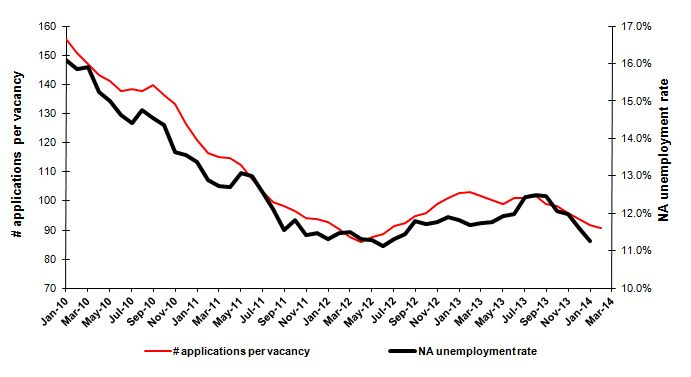 160
150
140
130
120
110
100
90
80
70
# applications per vacancy
17.0%
16.0%
15.0%
14.0%
13.0%
12.0%
11.0%
10.0%
NA unemployment rate
Jan-10
Mar-10
May-10
Jul-10
Sep-10
Nov-10
Jan-11
Mar-11
May-11
Jul-11
Sep-11
Nov-11
Jan-12
Mar-12
May-12
Jul-12
Sep-12
Nov-12
Jan-13
Mar-13
May-13
Jul-13
Sep-13
Nov-13
Jan-14
Mar-14
# applications per vacancy
NA unemployment rate